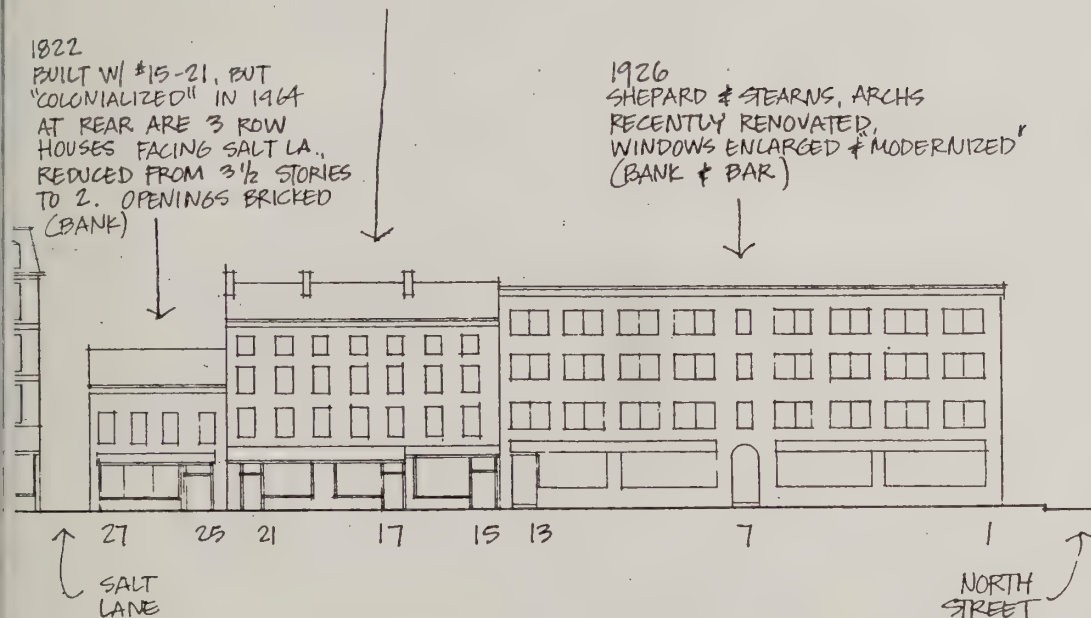 1822
BUILT W/ #15-21, BUT
"COLONIALIZED" IN 1964
AT REAR ARE 3 ROW
HOUSES FACING SALT LA.,
REDUCED FROM 3 1/2 STORIES
TO 2. OPENINGS BRICKED
(BANK)
1926
SHEPARD & STEARNS, ARCHS
RECENTLY RENOVATED,
WINDOWS ENLARGED & "MODERNIZED"
(BANK & BAR)
27 25 21 17 15 13 7 1
SALT
LANE
NORTH
STREET